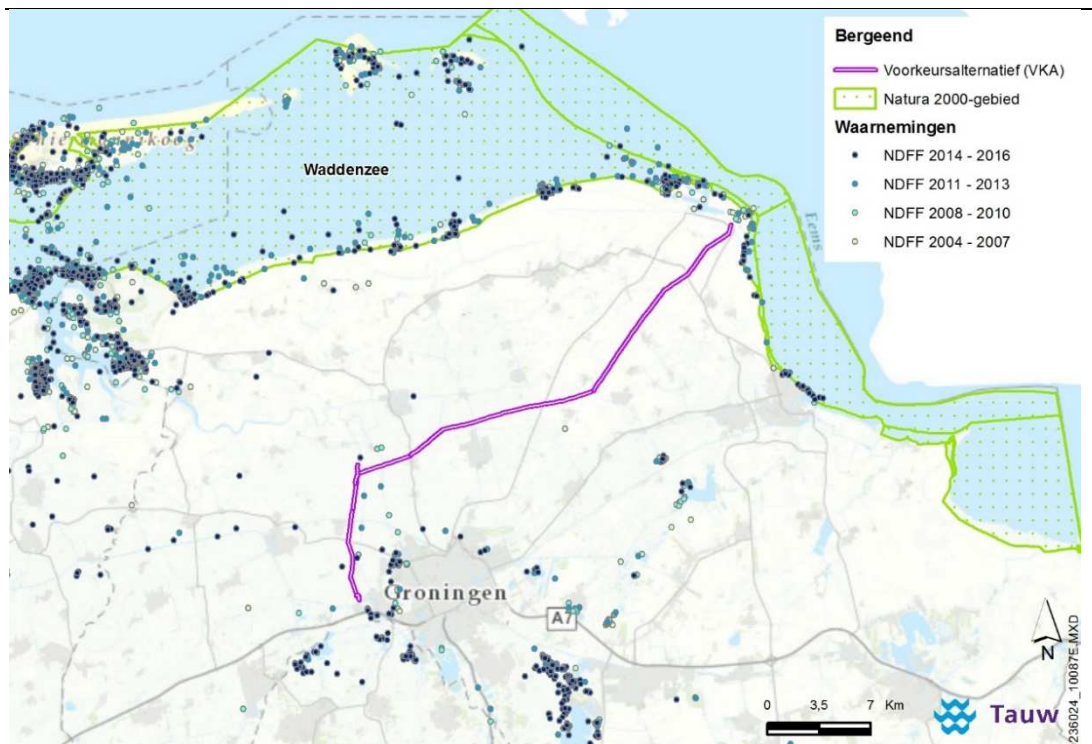 Bergeend
Voorkeursalternatief (VKA)
Natura 2000-gebied
Waarnemingen
NDFF 2014 - 2016
NDFF 2011 - 2013
NDFF 2008 - 2010
NDFF 2004 - 2007
Waddenzee
Eems
Groningen
A7
N
0 3,5 7 Km
Tauw
236024_10087E.MXD